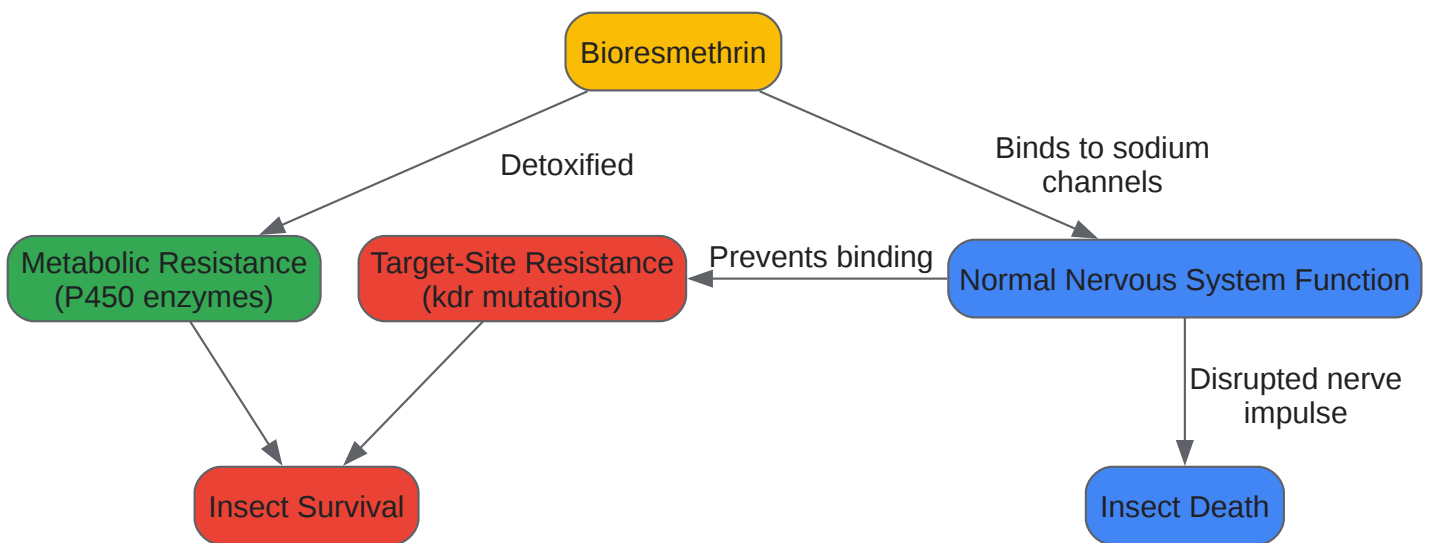 Bioresmethrin
Detoxified
Binds to sodium
channels
Metabolic Resistance
(P450 enzymes)
Target-Site Resistance
(kdr mutations)
Prevents binding
Normal Nervous System Function
Disrupted nerve
impulse
Insect Survival
Insect Death